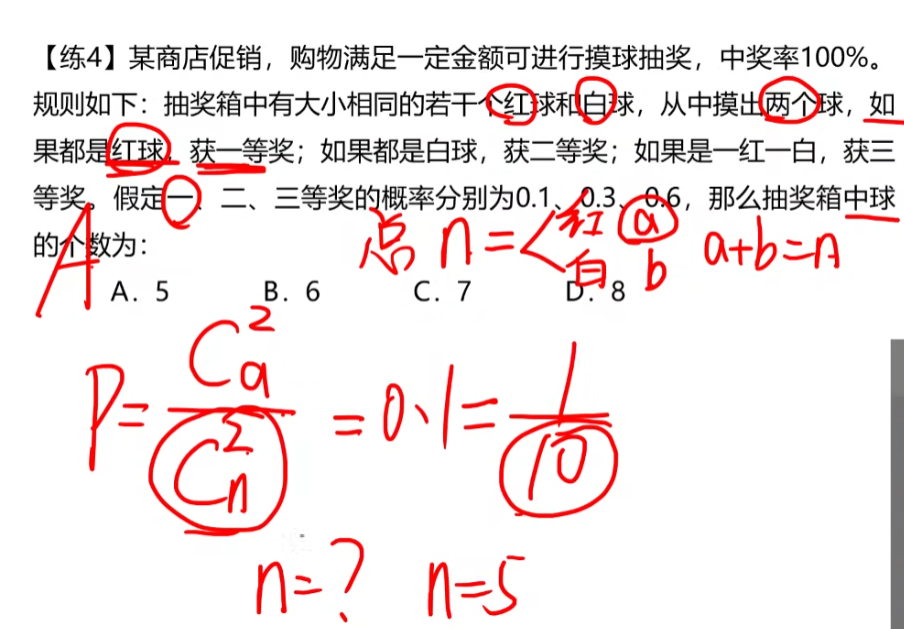 【练4】某商店促销，购物满足一定金额可进行摸球抽奖，中奖率100%。
规则如下：抽奖箱中有大小相同的若干个红球和白球，从中摸出两个球，如
果都是红球，获一等奖；如果都是白球，获二等奖；如果是一红一白，获三
等奖。假定一、二、三等奖的概率分别为0.1、0.3、0.6，那么抽奖箱中球
的个数为：
A
总 n = < 红 a 白 b a+b=n
A. 5 B. 6 C. 7 D. 8
P = C_a^2 / C_n^2 = 0.1 = 1/10
n=? n=5